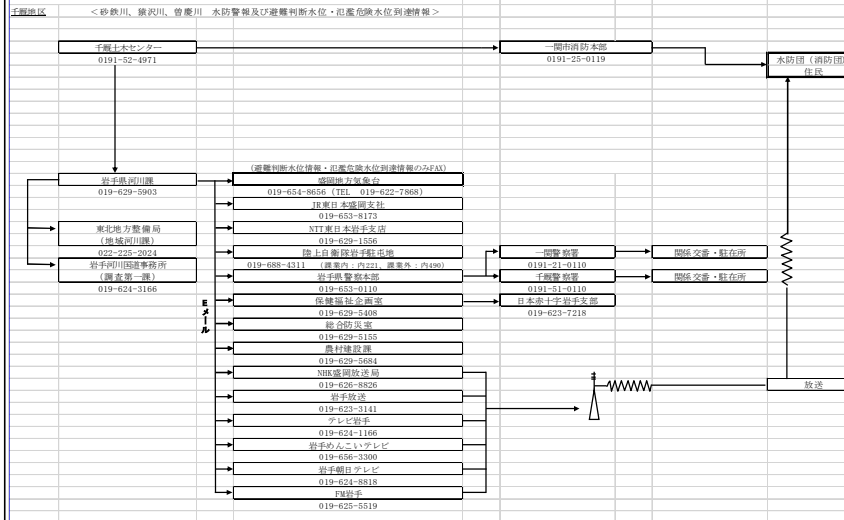 千厩地区 ＜砂鉄川、猿沢川、曽慶川 水防警報及び避難判断水位・氾濫危険水位到達情報＞
千厩土木センター
0191-52-4971
一関市消防本部
0191-25-0119
水防団（消防団
住民
(避難判断水位情報・氾濫危険水位到達情報のみFAX)
岩手県河川課
019-629-5903
盛岡地方気象台
019-654-8656（TEL 019-622-7868）
JR東日本盛岡支社
019-653-8173
東北地方整備局
(地域河川課)
022-225-2024
岩手河川国道事務所
(調査第一課)
019-624-3166
Eメール
NTT東日本岩手支店
019-629-1556
陸上自衛隊岩手駐屯地
019-688-4311 （課業内：内221、課業外：内490）
岩手県警察本部
019-653-0110
保健福祉企画室
019-629-5408
総合防災室
019-629-5155
農村建設課
019-629-5684
NHK盛岡放送局
019-626-8826
岩手放送
019-623-3141
テレビ岩手
019-624-1166
岩手めんこいテレビ
019-656-3300
岩手朝日テレビ
019-624-8818
FM岩手
019-625-5519
一関警察署
0191-21-0110
千厩警察署
0191-51-0110
日本赤十字岩手支部
019-623-7218
関係交番・駐在所
関係交番・駐在所
放送